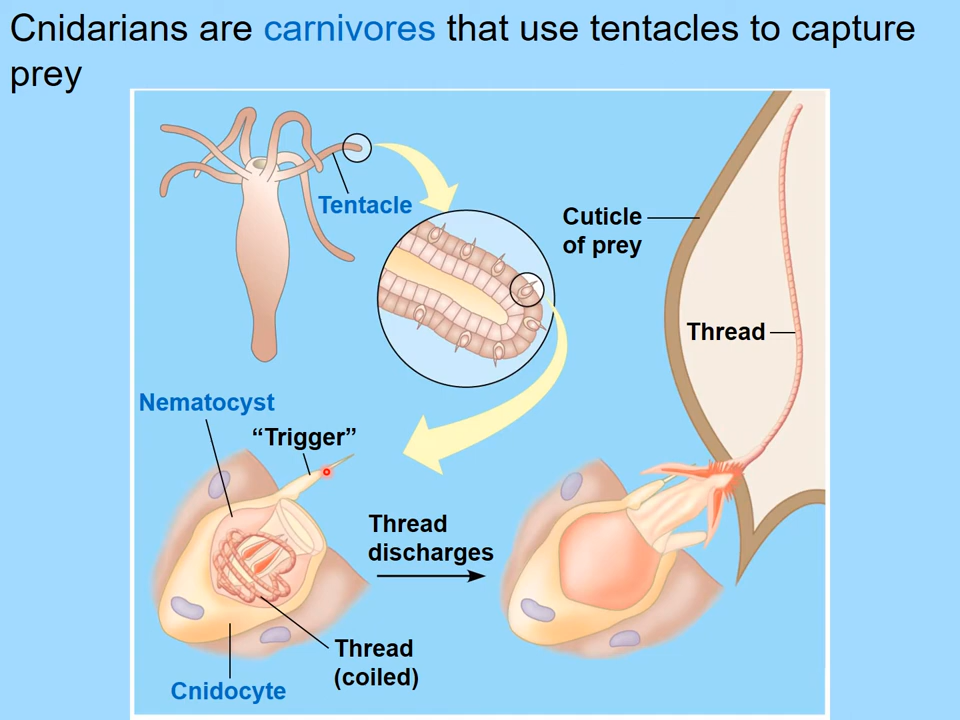 Cnidarians are carnivores that use tentacles to capture
prey
Tentacle
Cuticle
of prey
Thread
Nematocyst
“Trigger”
Thread
discharges
Thread
(coiled)
Cnidocyte